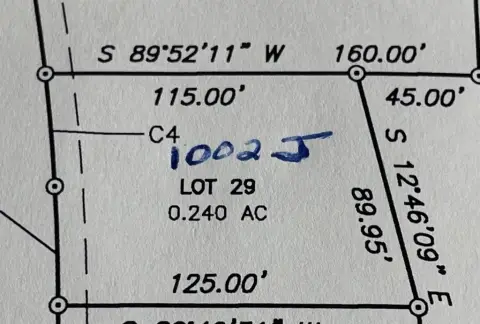 S 89°52'11" W 160.00'
115.00'
45.00'
C4
1002 J
LOT 29
0.240 AC
S 12°46'09" E
89.95'
125.00'